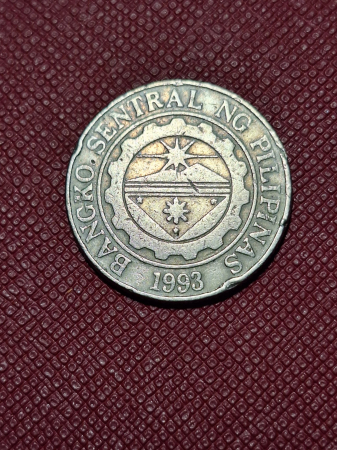 BANGKO SENTRAL NG PILIPINAS
1993